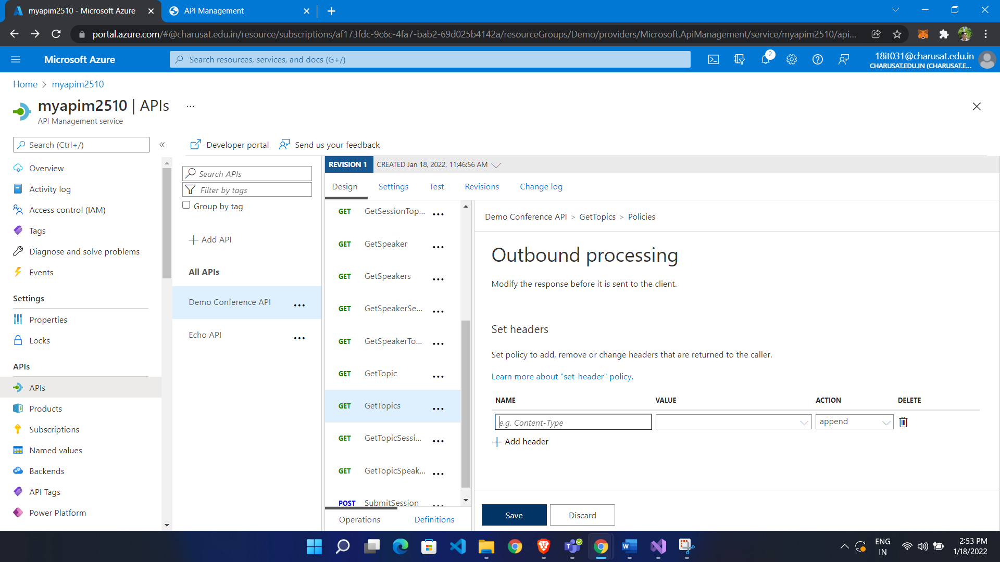 myapim2510 - Microsoft Azure
API Management
portal.azure.com/#@charusat.edu.in/resource/subscriptions/af173fdc-9c6c-4fa7-bab2-69d025b4142a/resourceGroups/Demo/providers/Microsoft.ApiManagement/service/myapim2510/api...
Microsoft Azure
Search resources, services, and docs (G+/)
2
18it031@charusat.edu.in
CHARUSAT.EDU.IN (CHARUSAT.E...
Home > myapim2510
myapim2510 | APIs ...
API Management service
Search (Ctrl+/)
«
Overview
Activity log
Access control (IAM)
Tags
Diagnose and solve problems
Events
Settings
Properties
Locks
APIs
APIs
Products
Subscriptions
Named values
Backends
API Tags
Power Platform
Developer portal
Send us your feedback
Search APIs
Filter by tags
Group by tag
Add API
All APIs
Demo Conference API ...
Echo API ...
REVISION 1
CREATED Jan 18, 2022, 11:46:56 AM
Design
Settings
Test
Revisions
Change log
GET GetSessionTop... ...
GET GetSpeaker ...
GET GetSpeakers ...
GET GetSpeakerSe... ...
GET GetSpeakerTo... ...
GET GetTopic ...
GET GetTopics ...
GET GetTopicSessi... ...
GET GetTopicSpeak... ...
POST SubmitSession ...
Operations
Definitions
Demo Conference API > GetTopics > Policies
Outbound processing
Modify the response before it is sent to the client.
Set headers
Set policy to add, remove or change headers that are returned to the caller.
Learn more about "set-header" policy.
NAME VALUE ACTION DELETE
e.g. Content-Type
append
Add header
Save
Discard
ENG
IN
2:53 PM
1/18/2022